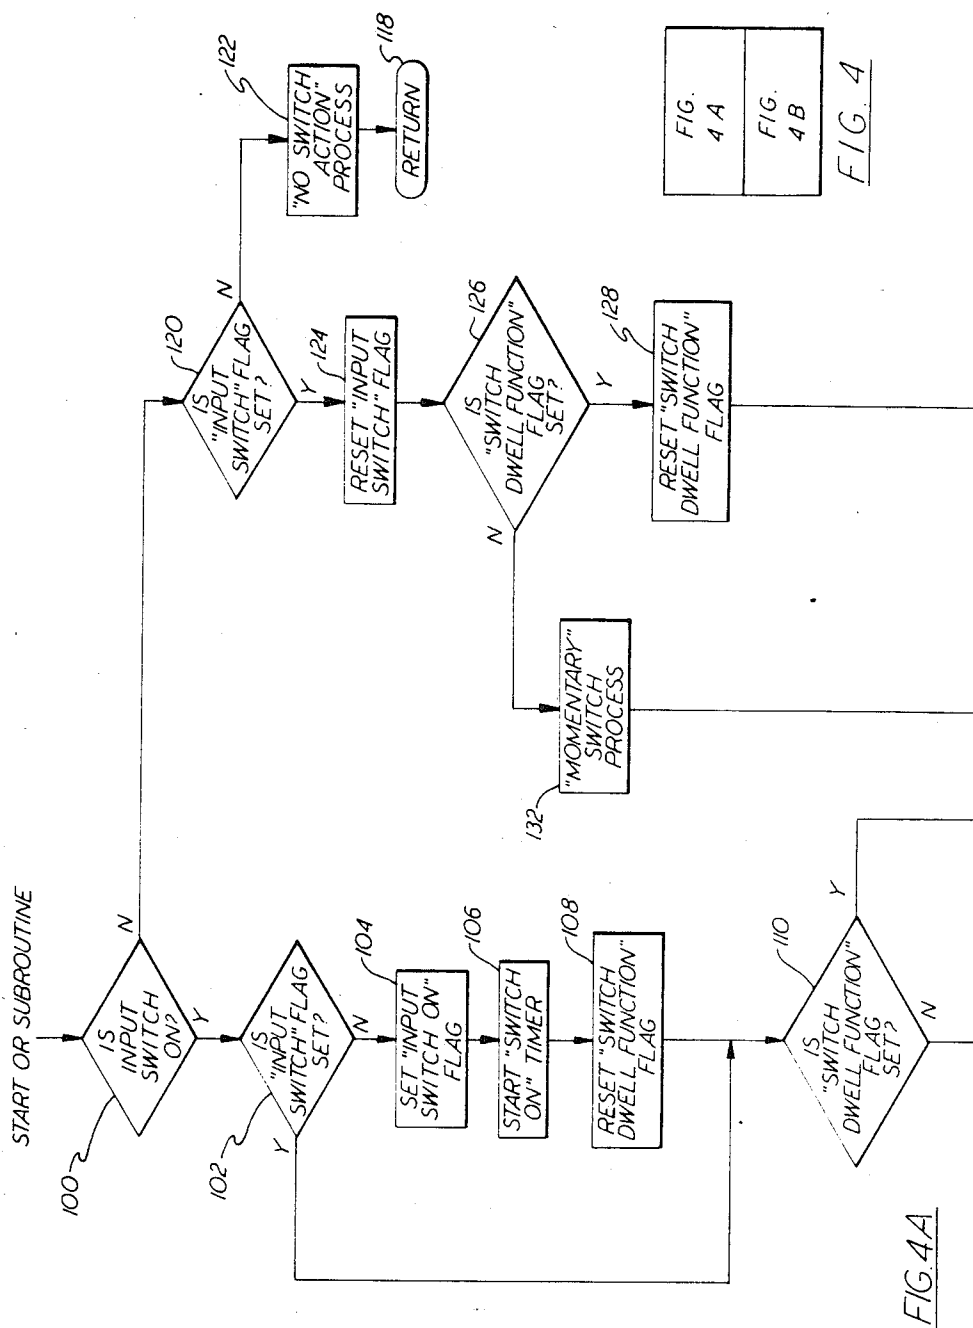 START OR SUBROUTINE
100
IS
INPUT
SWITCH
ON?
N
Y
102
IS
"INPUT
SWITCH" FLAG
SET?
Y
N
104
SET "INPUT
SWITCH ON"
FLAG
106
START "SWITCH
ON" TIMER
108
RESET "SWITCH
DWELL FUNCTION"
FLAG
110
IS
"SWITCH
DWELL FUNCTION"
FLAG
SET?
Y
N
120
IS
"INPUT
SWITCH" FLAG
SET?
N
Y
122
"NO SWITCH
ACTION"
PROCESS
118
RETURN
124
RESET "INPUT
SWITCH" FLAG
126
IS
"SWITCH
DWELL FUNCTION"
FLAG
SET?
N
Y
128
RESET "SWITCH
DWELL FUNCTION"
FLAG
132
"MOMENTARY"
SWITCH
PROCESS
FIG.
4A
FIG.
4B
FIG. 4
FIG. 4A